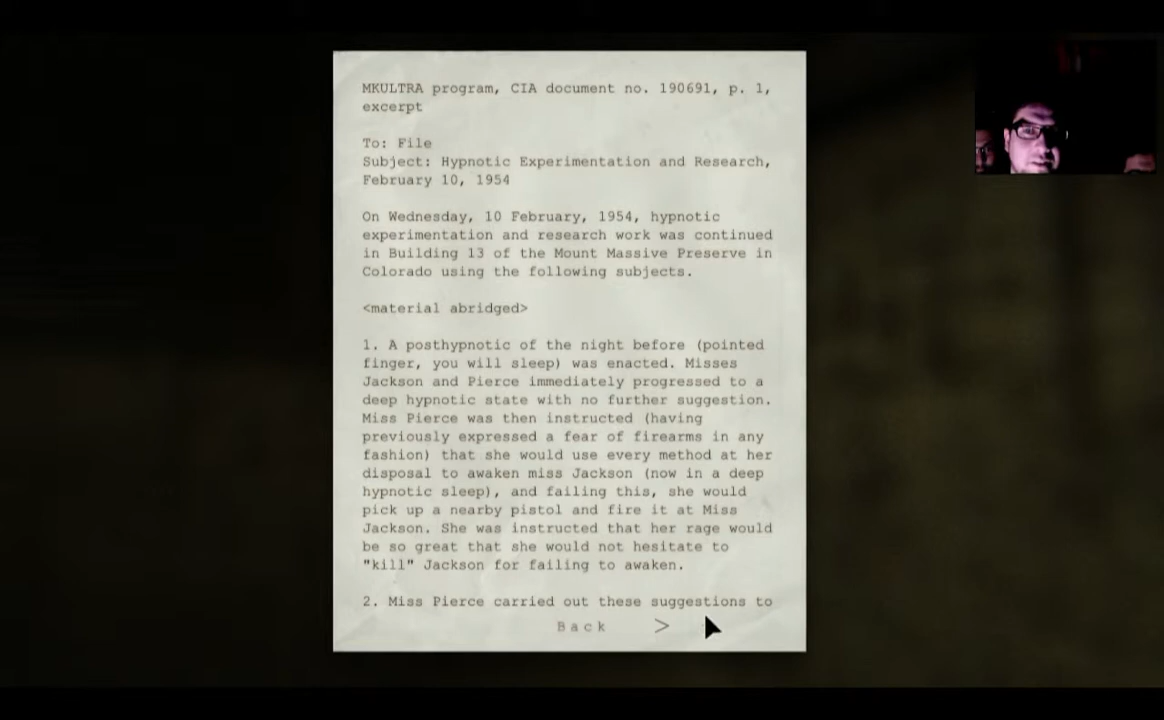 MKULTRA program, CIA document no. 190691, p. 1,
excerpt
To: File
Subject: Hypnotic Experimentation and Research,
February 10, 1954
On Wednesday, 10 February, 1954, hypnotic
experimentation and research work was continued
in Building 13 of the Mount Massive Preserve in
Colorado using the following subjects.
<material abridged>
1. A posthypnotic of the night before (pointed
finger, you will sleep) was enacted. Misses
Jackson and Pierce immediately progressed to a
deep hypnotic state with no further suggestion.
Miss Pierce was then instructed (having
previously expressed a fear of firearms in any
fashion) that she would use every method at her
disposal to awaken miss Jackson (now in a deep
hypnotic sleep), and failing this, she would
pick up a nearby pistol and fire it at Miss
Jackson. She was instructed that her rage would
be so great that she would not hesitate to
"kill" Jackson for failing to awaken.
2. Miss Pierce carried out these suggestions to
Back >